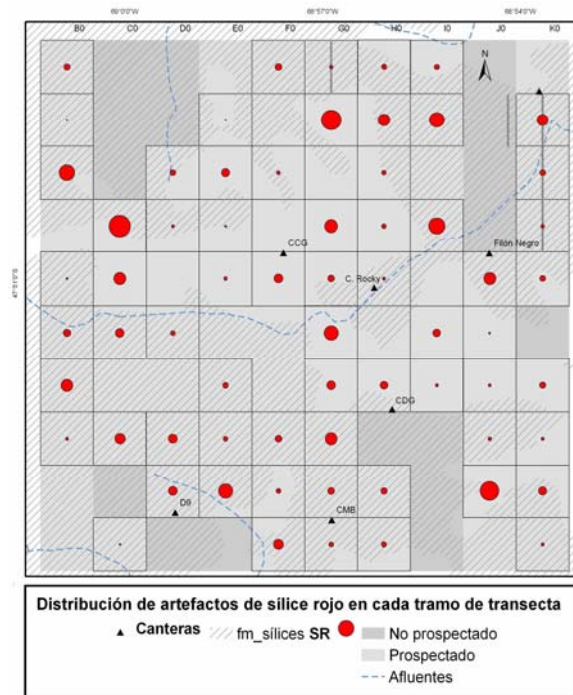 69°0'0"W 68°57'0"W 68°54'0"W
B0 C0 D0 E0 F0 G0 H0 I0 J0 K0
N
CCG
Filón Negro
C. Rocky
47°51'0"S
CDG
D9
CMB
Distribución de artefactos de sílice rojo en cada tramo de transecta
Canteras fm_sílices SR No prospectado
Prospectado
Afluentes